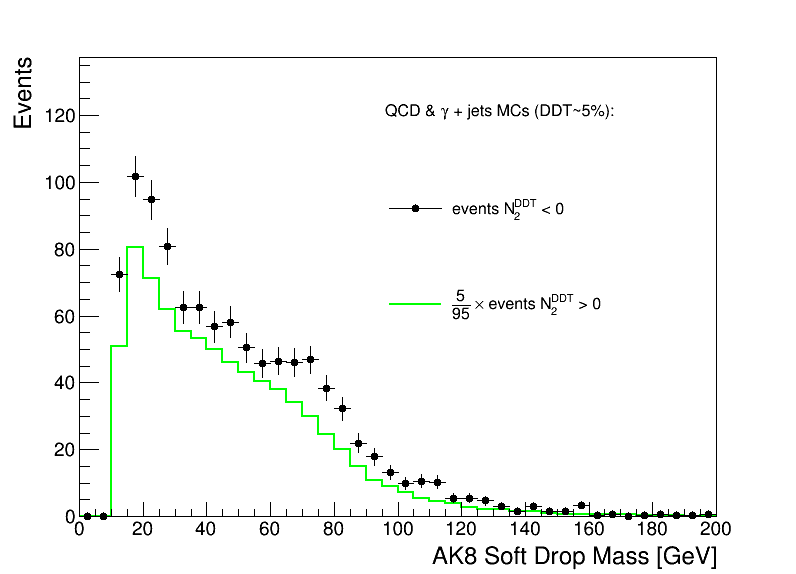 Events
120
100
80
60
40
20
0
QCD & γ + jets MCs (DDT~5%):
events N₂ᴰᴰᵀ < 0
5/95 × events N₂ᴰᴰᵀ > 0
0 20 40 60 80 100 120 140 160 180 200
AK8 Soft Drop Mass [GeV]